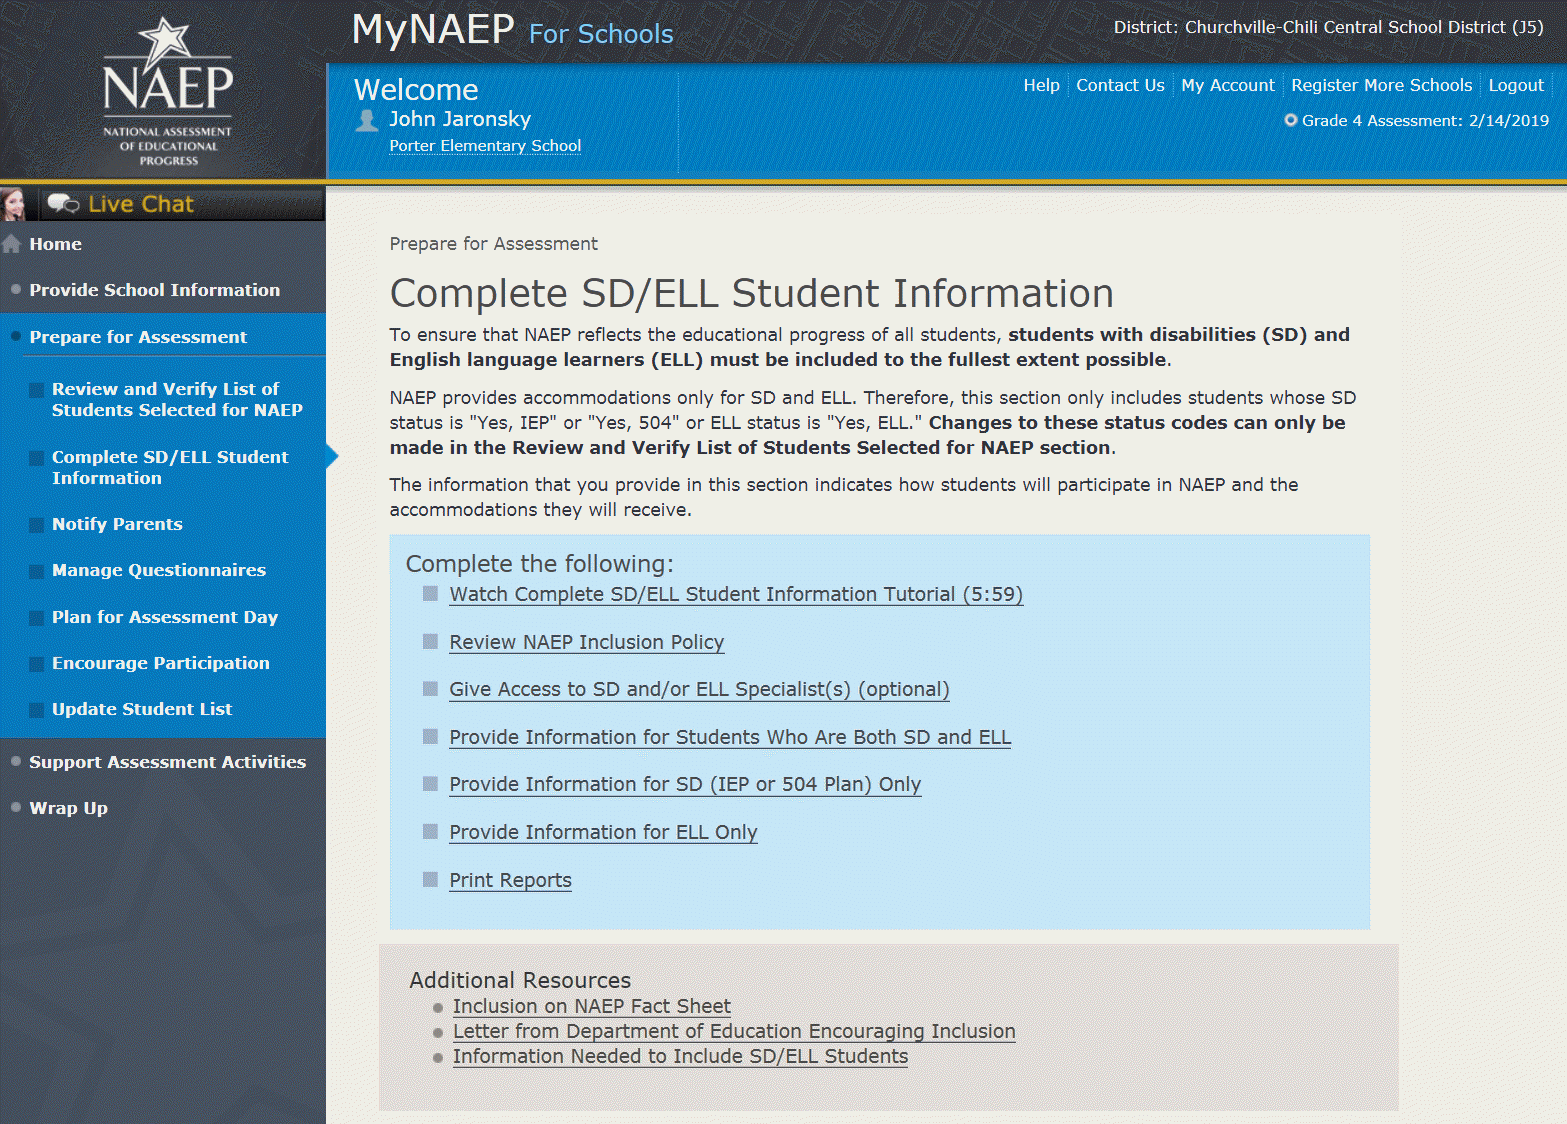 NAEP
NATIONAL ASSESSMENT
OF EDUCATIONAL
PROGRESS
MyNAEP For Schools
District: Churchville-Chili Central School District (J5)
Welcome
John Jaronsky
Porter Elementary School
Help
Contact Us
My Account
Register More Schools
Logout
Grade 4 Assessment: 2/14/2019
Live Chat
Home
Provide School Information
Prepare for Assessment
Review and Verify List of
Students Selected for NAEP
Complete SD/ELL Student
Information
Notify Parents
Manage Questionnaires
Plan for Assessment Day
Encourage Participation
Update Student List
Support Assessment Activities
Wrap Up
Prepare for Assessment
Complete SD/ELL Student Information
To ensure that NAEP reflects the educational progress of all students, students with disabilities (SD) and
English language learners (ELL) must be included to the fullest extent possible.
NAEP provides accommodations only for SD and ELL. Therefore, this section only includes students whose SD
status is "Yes, IEP" or "Yes, 504" or ELL status is "Yes, ELL." Changes to these status codes can only be
made in the Review and Verify List of Students Selected for NAEP section.
The information that you provide in this section indicates how students will participate in NAEP and the
accommodations they will receive.
Complete the following:
Watch Complete SD/ELL Student Information Tutorial (5:59)
Review NAEP Inclusion Policy
Give Access to SD and/or ELL Specialist(s) (optional)
Provide Information for Students Who Are Both SD and ELL
Provide Information for SD (IEP or 504 Plan) Only
Provide Information for ELL Only
Print Reports
Additional Resources
Inclusion on NAEP Fact Sheet
Letter from Department of Education Encouraging Inclusion
Information Needed to Include SD/ELL Students